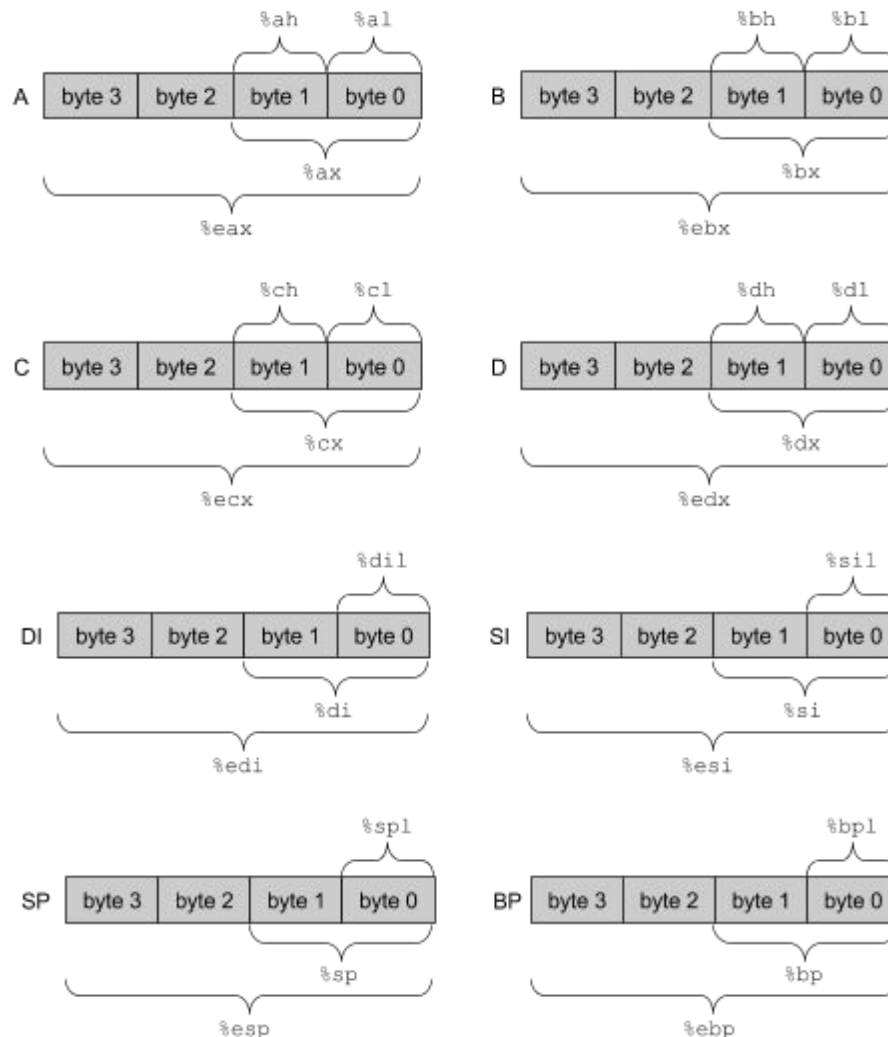 %ah %al %bh %bl
A byte 3 byte 2 byte 1 byte 0 B byte 3 byte 2 byte 1 byte 0
%ax %bx
%eax %ebx
%ch %cl %dh %dl
C byte 3 byte 2 byte 1 byte 0 D byte 3 byte 2 byte 1 byte 0
%cx %dx
%ecx %edx
%dil %sil
DI byte 3 byte 2 byte 1 byte 0 SI byte 3 byte 2 byte 1 byte 0
%di %si
%edi %esi
%spl %bpl
SP byte 3 byte 2 byte 1 byte 0 BP byte 3 byte 2 byte 1 byte 0
%sp %bp
%esp %ebp